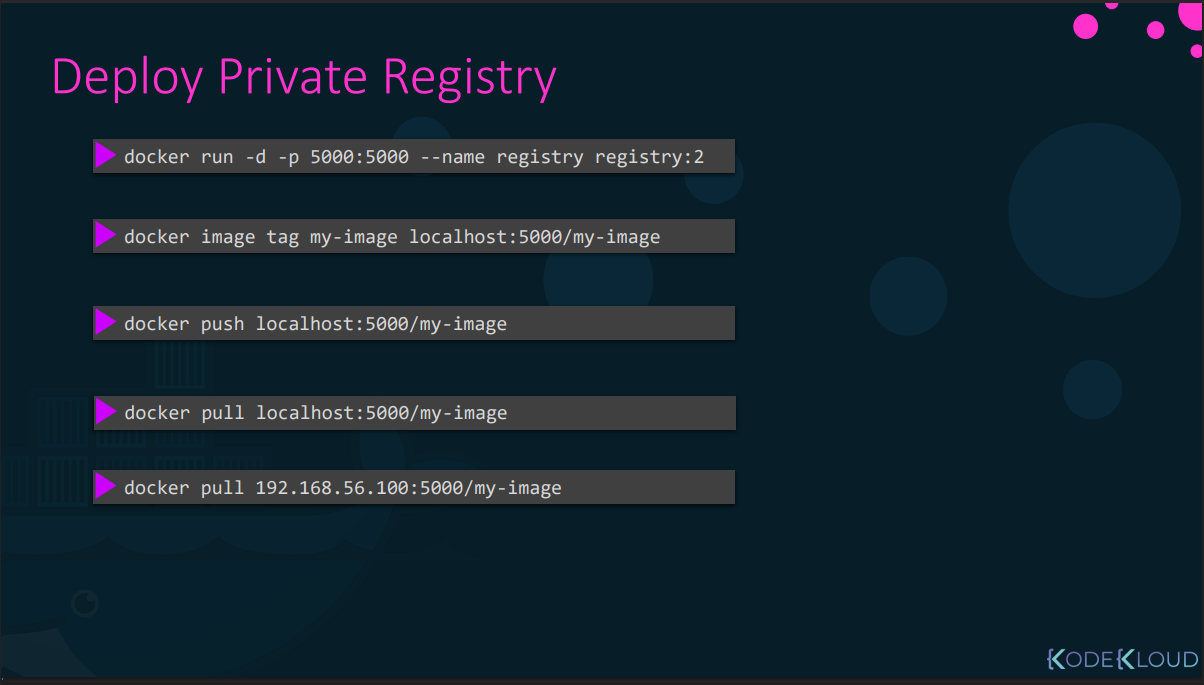 Deploy Private Registry
docker run -d -p 5000:5000 --name registry registry:2
docker image tag my-image localhost:5000/my-image
docker push localhost:5000/my-image
docker pull localhost:5000/my-image
docker pull 192.168.56.100:5000/my-image
KODEKLOUD